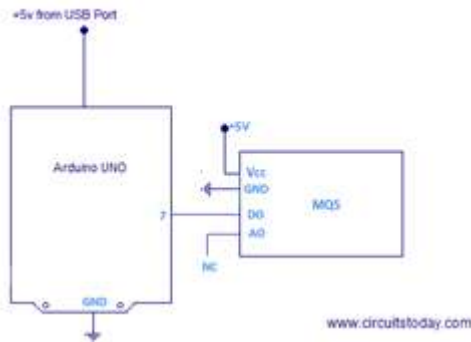 +5v from USB Port
+5V
Arduino UNO
Vcc
GND
MQ5
7
DO
AO
NC
GND
www.circuitstoday.com